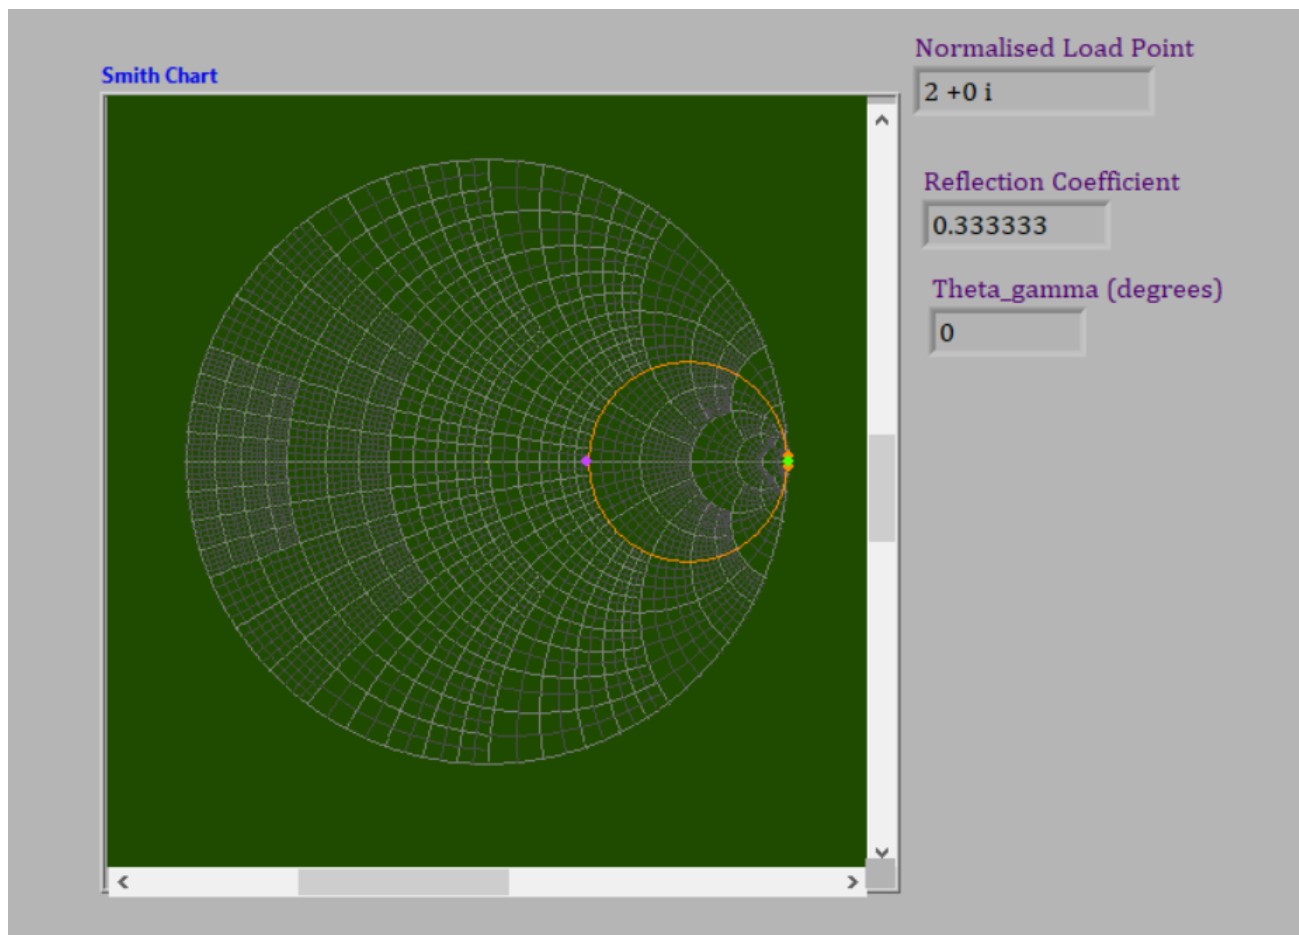 Smith Chart
Normalised Load Point
2 +0 i
Reflection Coefficient
0.333333
Theta_gamma (degrees)
0